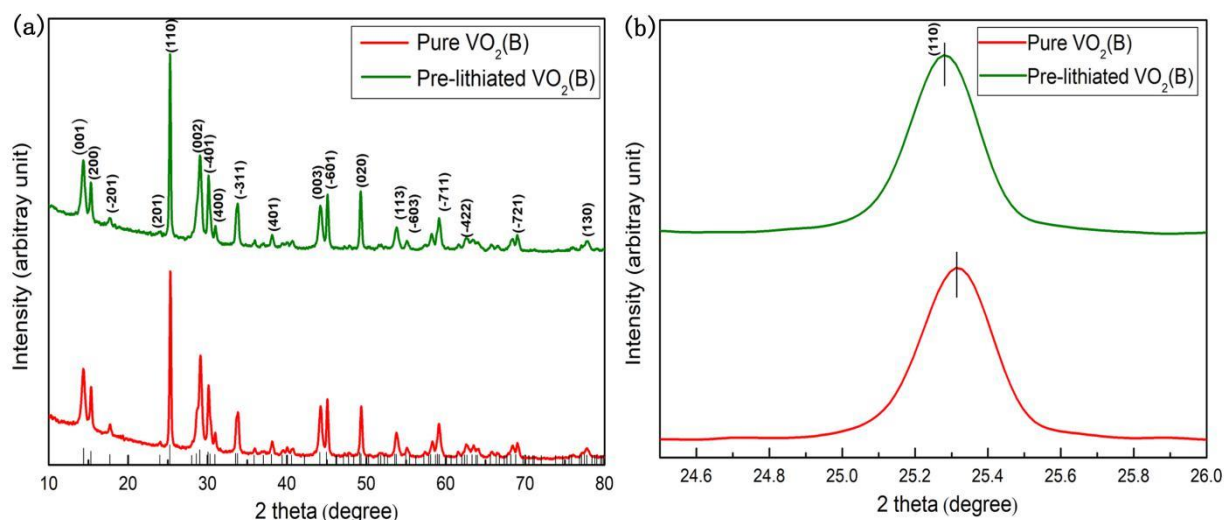 (a)
Pure VO₂(B)
Pre-lithiated VO₂(B)
(001)
(200)
(-201)
(201)
(110)
(002)
(-401)
(400)
(-311)
(401)
(003)
(-601)
(020)
(113)
(-603)
(-711)
(-422)
(-721)
(130)
Intensity (arbitray unit)
10 20 30 40 50 60 70 80
2 theta (degree)
(b)
(110)
Pure VO₂(B)
Pre-lithiated VO₂(B)
Intensity (arbitray unit)
24.6 24.8 25.0 25.2 25.4 25.6 25.8 26.0
2 theta (degree)